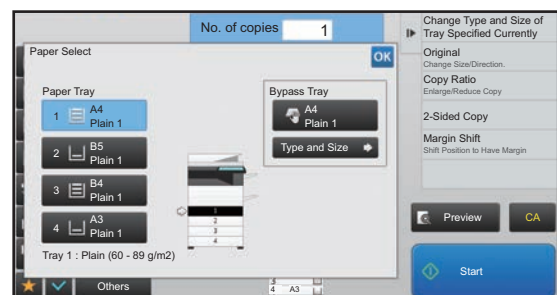 No. of copies 1
Paper Select
OK
Paper Tray
1 A4
Plain 1
2 B5
Plain 1
3 B4
Plain 1
4 A3
Plain 1
Tray 1 : Plain (60 - 89 g/m2)
Bypass Tray
A4
Plain 1
Type and Size
1
2
3
4
Change Type and Size of
Tray Specified Currently
Original
Change Size/Direction.
Copy Ratio
Enlarge/Reduce Copy
2-Sided Copy
Margin Shift
Shift Position to Have Margin
Preview
CA
Start
Others
3
4 A3